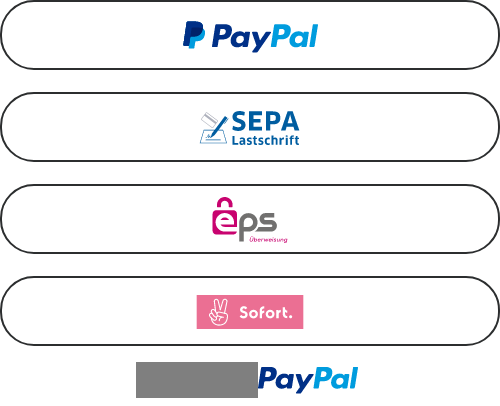 PayPal
SEPA
Lastschrift
eps
Überweisung
Sofort.
PayPal